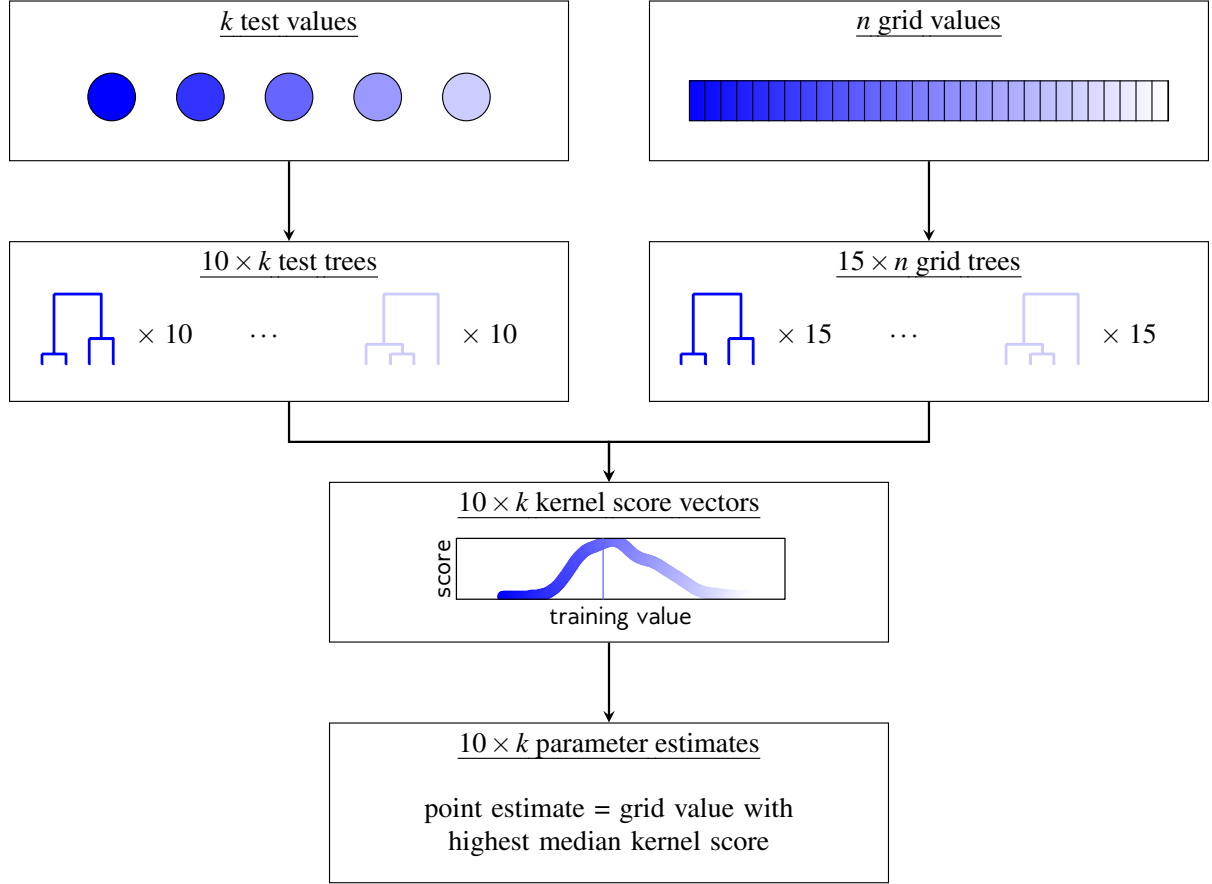 k test values
n grid values
10 × k test trees
× 10
⋯
× 10
15 × n grid trees
× 15
⋯
× 15
10 × k kernel score vectors
score
training value
10 × k parameter estimates
point estimate = grid value with
highest median kernel score